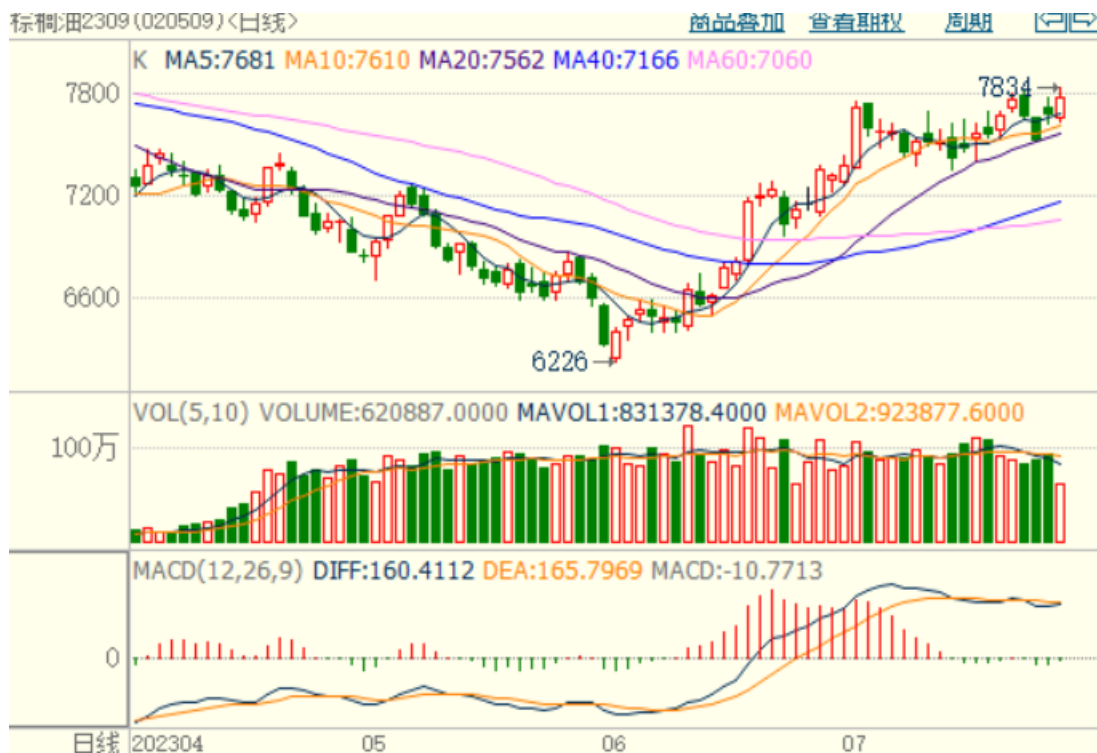 棕榈油2309(020509)<日线> 商品叠加 查看期权 周期
K MA5:7681 MA10:7610 MA20:7562 MA40:7166 MA60:7060
7834
7800
7200
6600
6226
VOL(5,10) VOLUME:620887.0000 MAVOL1:831378.4000 MAVOL2:923877.6000
100万
MACD(12,26,9) DIFF:160.4112 DEA:165.7969 MACD:-10.7713
0
日线 202304 05 06 07